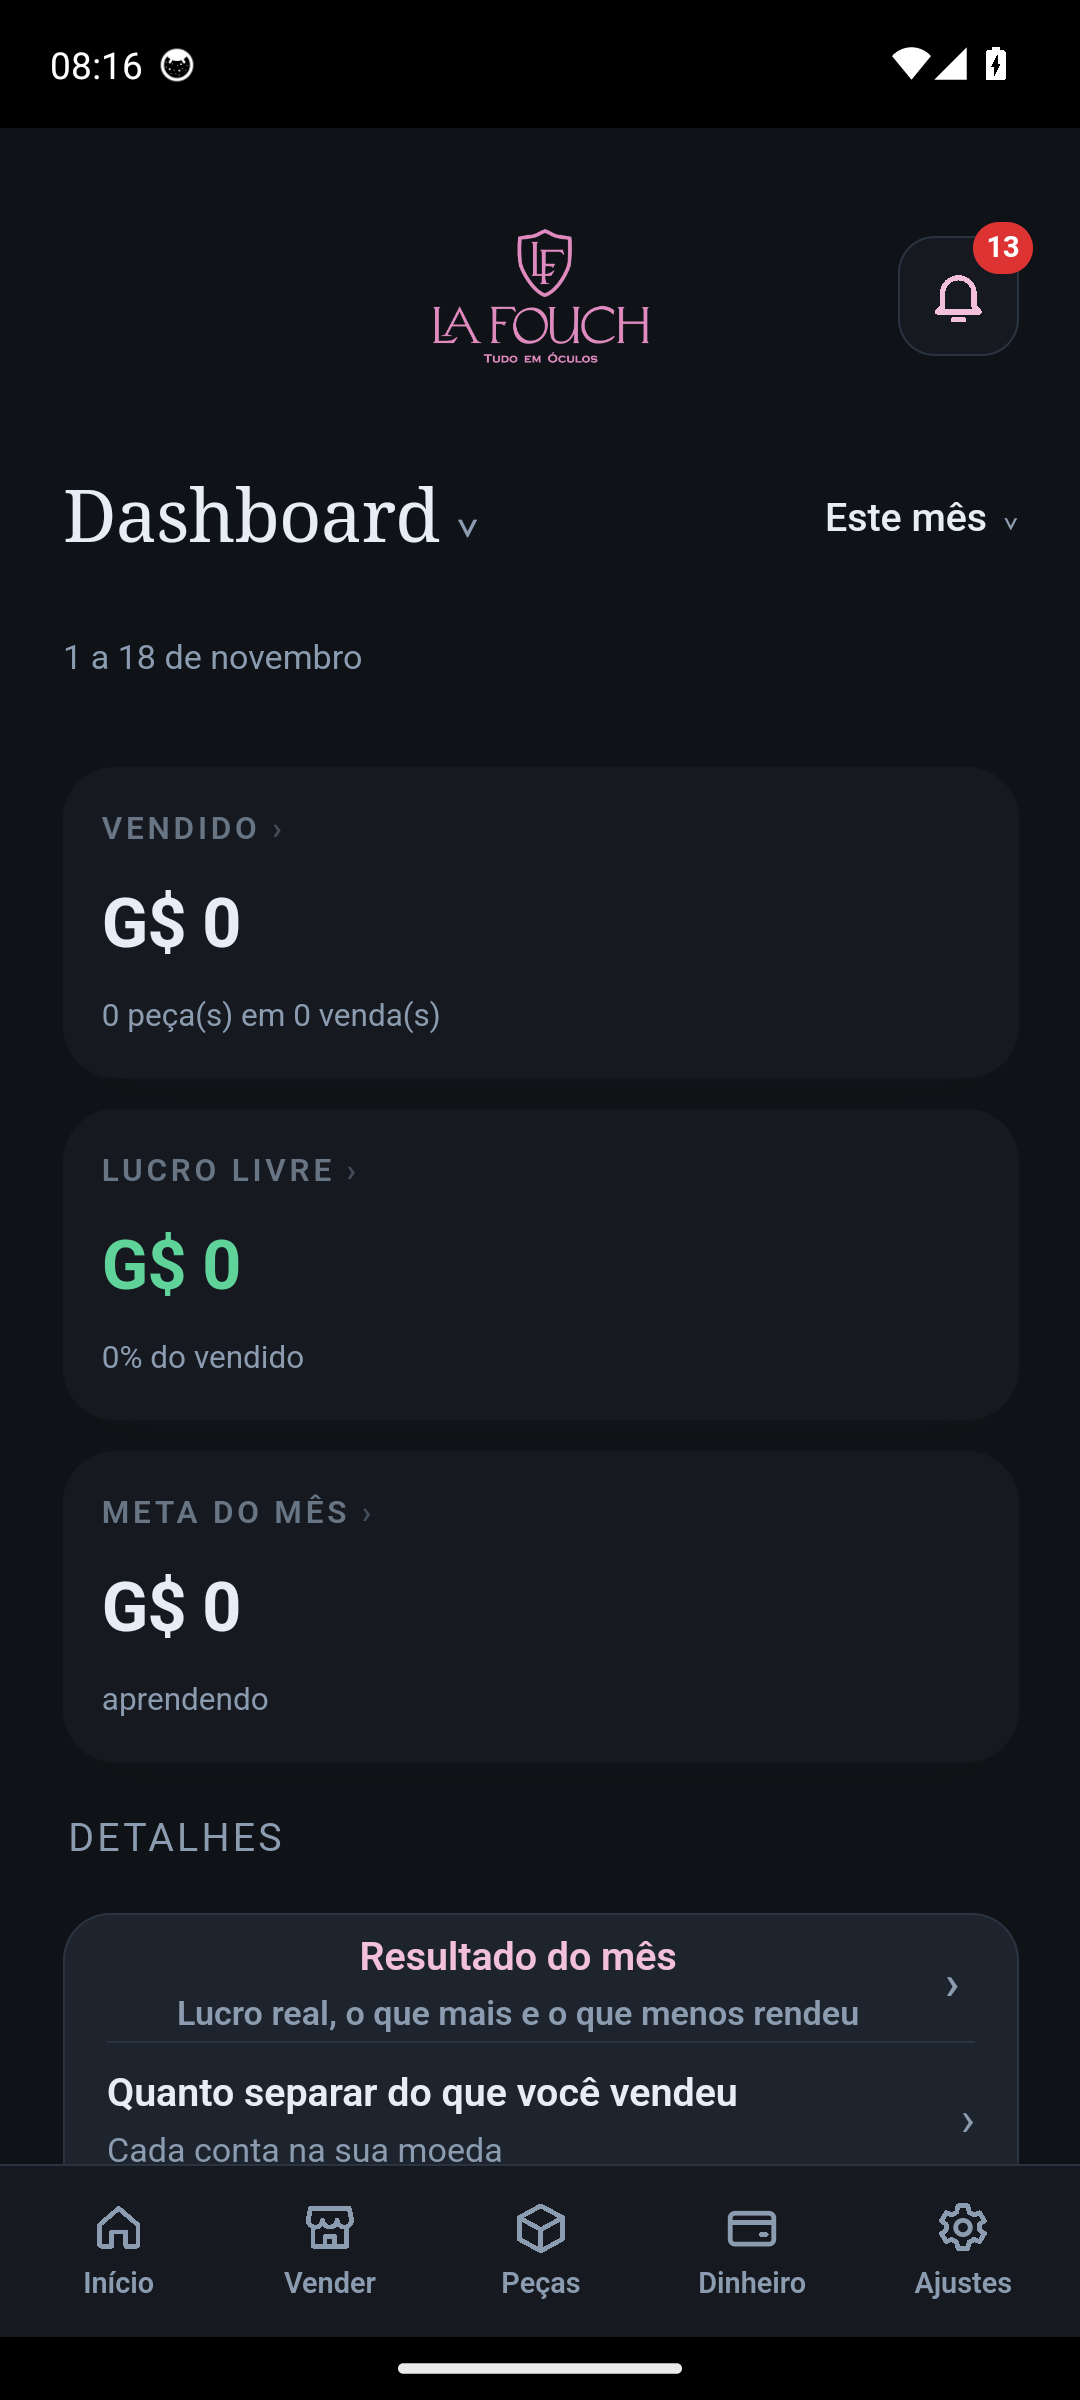 08:16
LF
LA FOUCH
TUDO EM ÓCULOS
13
Dashboard
Este mês
1 a 18 de novembro
VENDIDO ›
G$ 0
0 peça(s) em 0 venda(s)
LUCRO LIVRE ›
G$ 0
0% do vendido
META DO MÊS ›
G$ 0
aprendendo
DETALHES
Resultado do mês
Lucro real, o que mais e o que menos rendeu ›
Quanto separar do que você vendeu
Cada conta na sua moeda ›
Início
Vender
Peças
Dinheiro
Ajustes